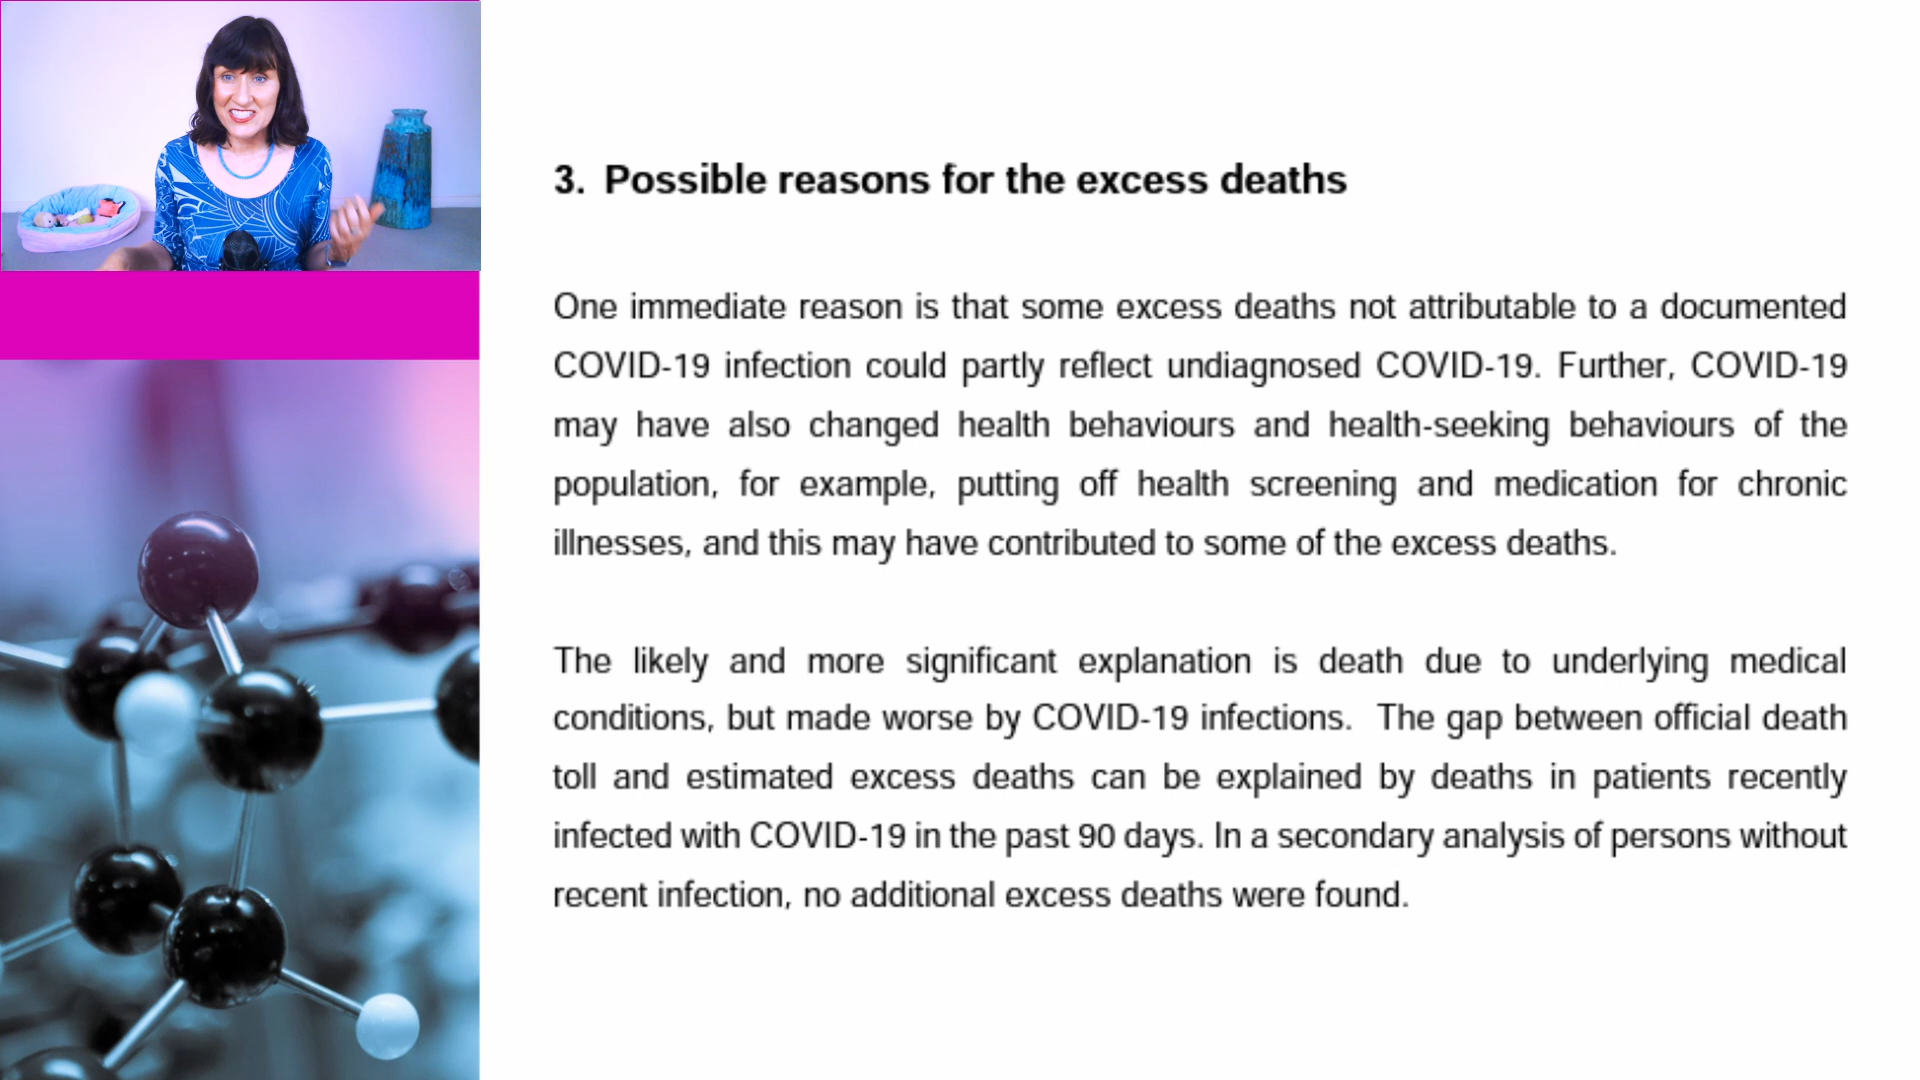 3. Possible reasons for the excess deaths
One immediate reason is that some excess deaths not attributable to a documented
COVID-19 infection could partly reflect undiagnosed COVID-19. Further, COVID-19
may have also changed health behaviours and health-seeking behaviours of the
population, for example, putting off health screening and medication for chronic
illnesses, and this may have contributed to some of the excess deaths.
The likely and more significant explanation is death due to underlying medical
conditions, but made worse by COVID-19 infections.  The gap between official death
toll and estimated excess deaths can be explained by deaths in patients recently
infected with COVID-19 in the past 90 days. In a secondary analysis of persons without
recent infection, no additional excess deaths were found.